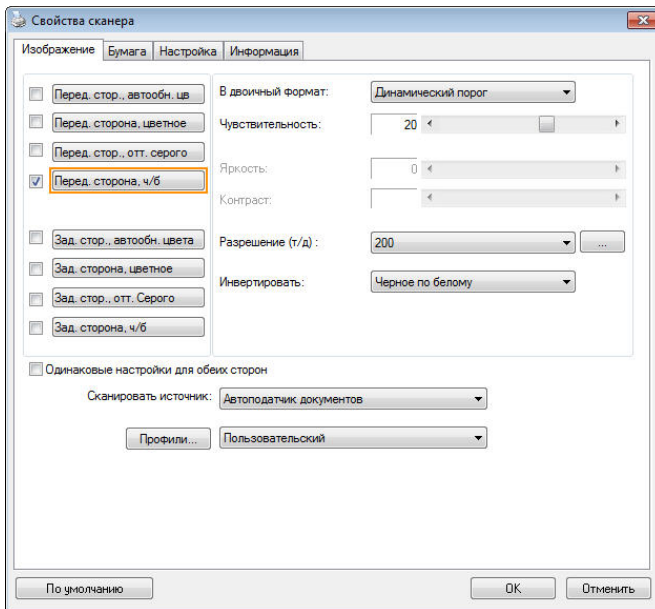 Свойства сканера
Изображение Бумага Настройка Информация
Перед. стор., автообн. цв
Перед. сторона, цветное
Перед. стор., отт. серого
Перед. сторона, ч/б
Зад. стор., автообн. цвета
Зад. сторона, цветное
Зад. стор., отт. Серого
Зад. сторона, ч/б
В двоичный формат: Динамический порог
Чувствительность: 20
Яркость: 0
Контраст:
Разрешение (т/д) : 200 ...
Инвертировать: Черное по белому
Одинаковые настройки для обеих сторон
Сканировать источник: Автоподатчик документов
Профили... Пользовательский
По умолчанию OK Отменить